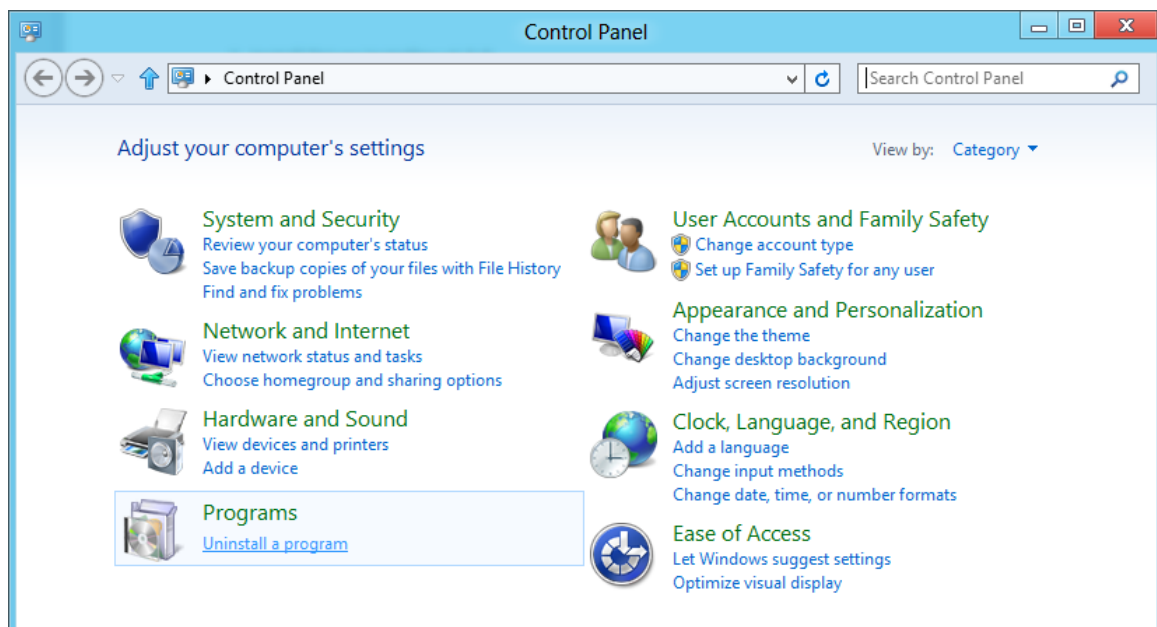 Control Panel
Control Panel
Search Control Panel
Adjust your computer's settings
View by: Category
System and Security
Review your computer's status
Save backup copies of your files with File History
Find and fix problems
Network and Internet
View network status and tasks
Choose homegroup and sharing options
Hardware and Sound
View devices and printers
Add a device
Programs
Uninstall a program
User Accounts and Family Safety
Change account type
Set up Family Safety for any user
Appearance and Personalization
Change the theme
Change desktop background
Adjust screen resolution
Clock, Language, and Region
Add a language
Change input methods
Change date, time, or number formats
Ease of Access
Let Windows suggest settings
Optimize visual display